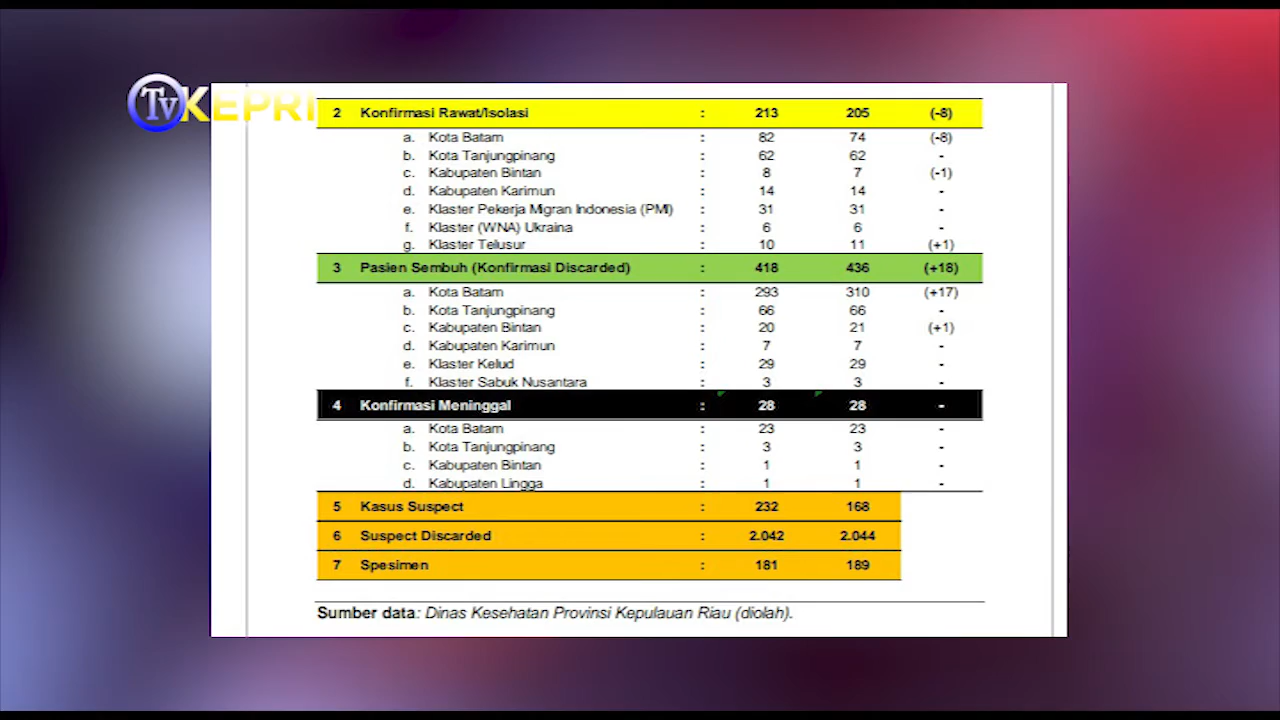 Tv KEPRI
2 Konfirmasi Rawat/Isolasi : 213 205 (-8)
a. Kota Batam : 82 74 (-8)
b. Kota Tanjungpinang : 62 62 -
c. Kabupaten Bintan : 8 7 (-1)
d. Kabupaten Karimun : 14 14 -
e. Klaster Pekerja Migran Indonesia (PMI) : 31 31 -
f. Klaster (WNA) Ukraina : 6 6 -
g. Klaster Telusur : 10 11 (+1)
3 Pasien Sembuh (Konfirmasi Discarded) : 418 436 (+18)
a. Kota Batam : 293 310 (+17)
b. Kota Tanjungpinang : 66 66 -
c. Kabupaten Bintan : 20 21 (+1)
d. Kabupaten Karimun : 7 7 -
e. Klaster Kelud : 29 29 -
f. Klaster Sabuk Nusantara : 3 3 -
4 Konfirmasi Meninggal : 28 28 -
a. Kota Batam : 23 23 -
b. Kota Tanjungpinang : 3 3 -
c. Kabupaten Bintan : 1 1 -
d. Kabupaten Lingga : 1 1 -
5 Kasus Suspect : 232 168
6 Suspect Discarded : 2.042 2.044
7 Spesimen : 181 189
Sumber data: Dinas Kesehatan Provinsi Kepulauan Riau (diolah).